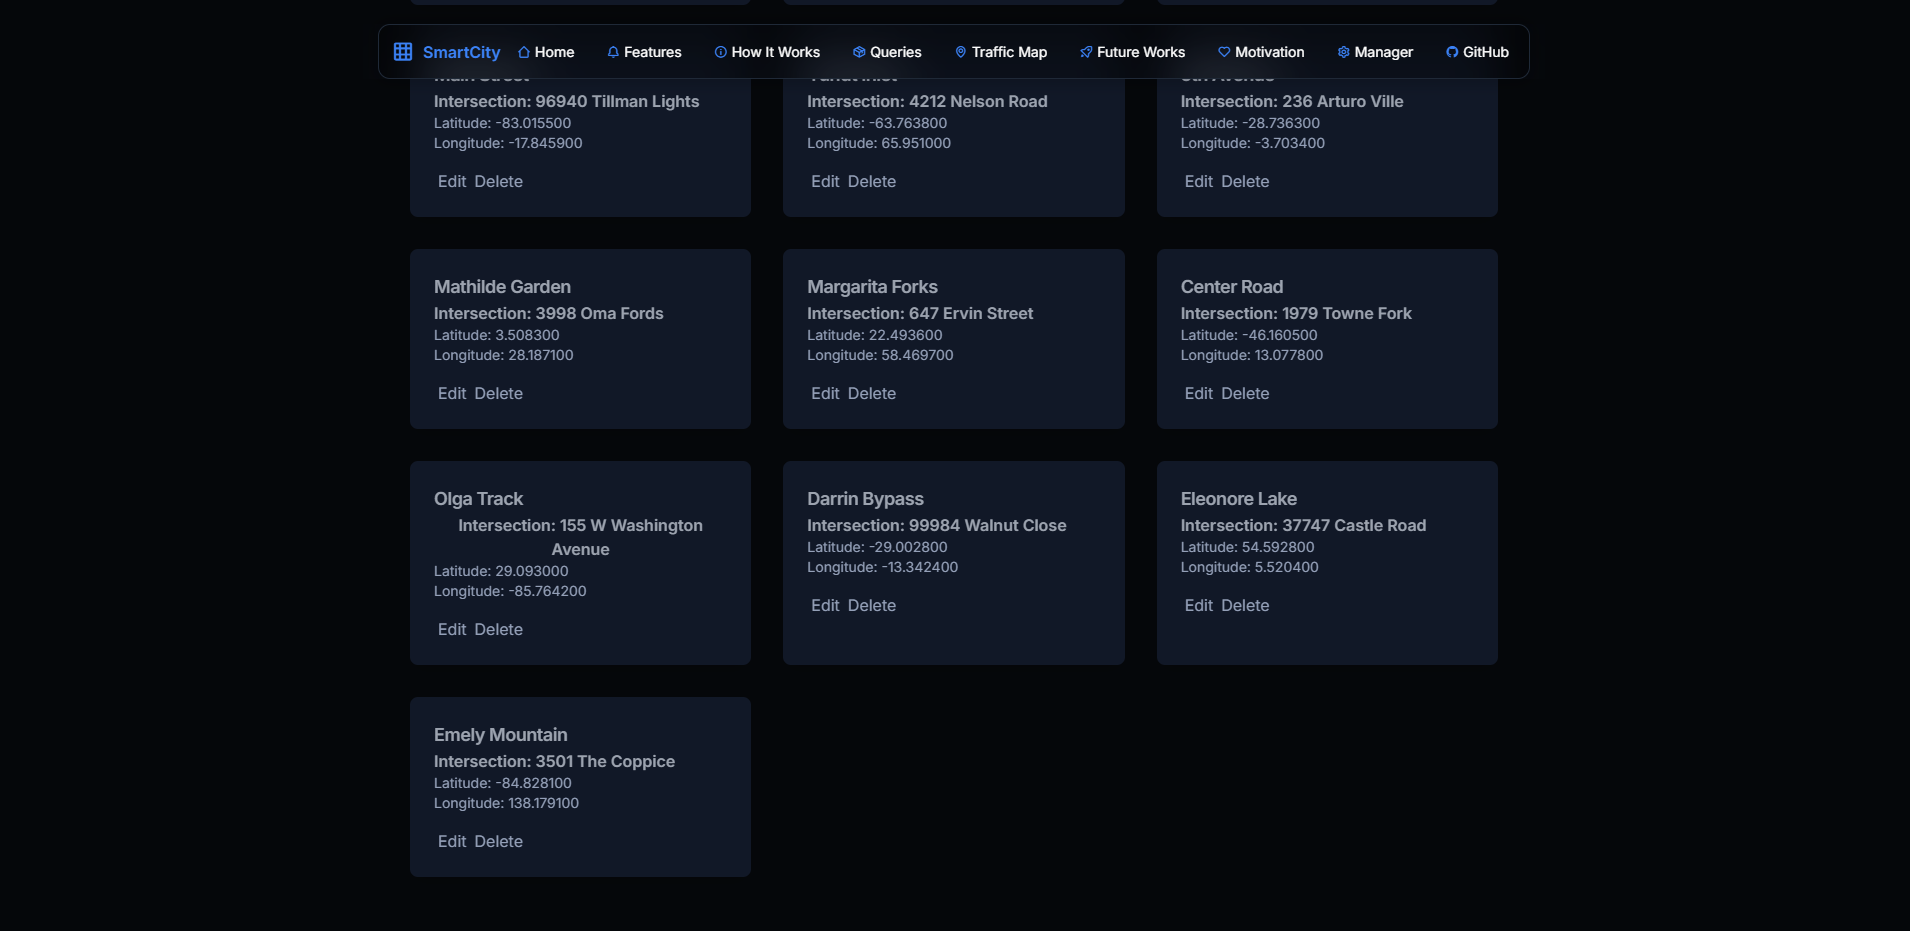 SmartCity Home Features How It Works Queries Traffic Map Future Works Motivation Manager GitHub
Main Street
Intersection: 96940 Tillman Lights
Latitude: -83.015500
Longitude: -17.845900
Edit Delete
Intersection: 4212 Nelson Road
Latitude: -63.763800
Longitude: 65.951000
Edit Delete
5th Avenue
Intersection: 236 Arturo Ville
Latitude: -28.736300
Longitude: -3.703400
Edit Delete
Mathilde Garden
Intersection: 3998 Oma Fords
Latitude: 3.508300
Longitude: 28.187100
Edit Delete
Margarita Forks
Intersection: 647 Ervin Street
Latitude: 22.493600
Longitude: 58.469700
Edit Delete
Center Road
Intersection: 1979 Towne Fork
Latitude: -46.160500
Longitude: 13.077800
Edit Delete
Olga Track
Intersection: 155 W Washington
Avenue
Latitude: 29.093000
Longitude: -85.764200
Edit Delete
Darrin Bypass
Intersection: 99984 Walnut Close
Latitude: -29.002800
Longitude: -13.342400
Edit Delete
Eleonore Lake
Intersection: 37747 Castle Road
Latitude: 54.592800
Longitude: 5.520400
Edit Delete
Emely Mountain
Intersection: 3501 The Coppice
Latitude: -84.828100
Longitude: 138.179100
Edit Delete